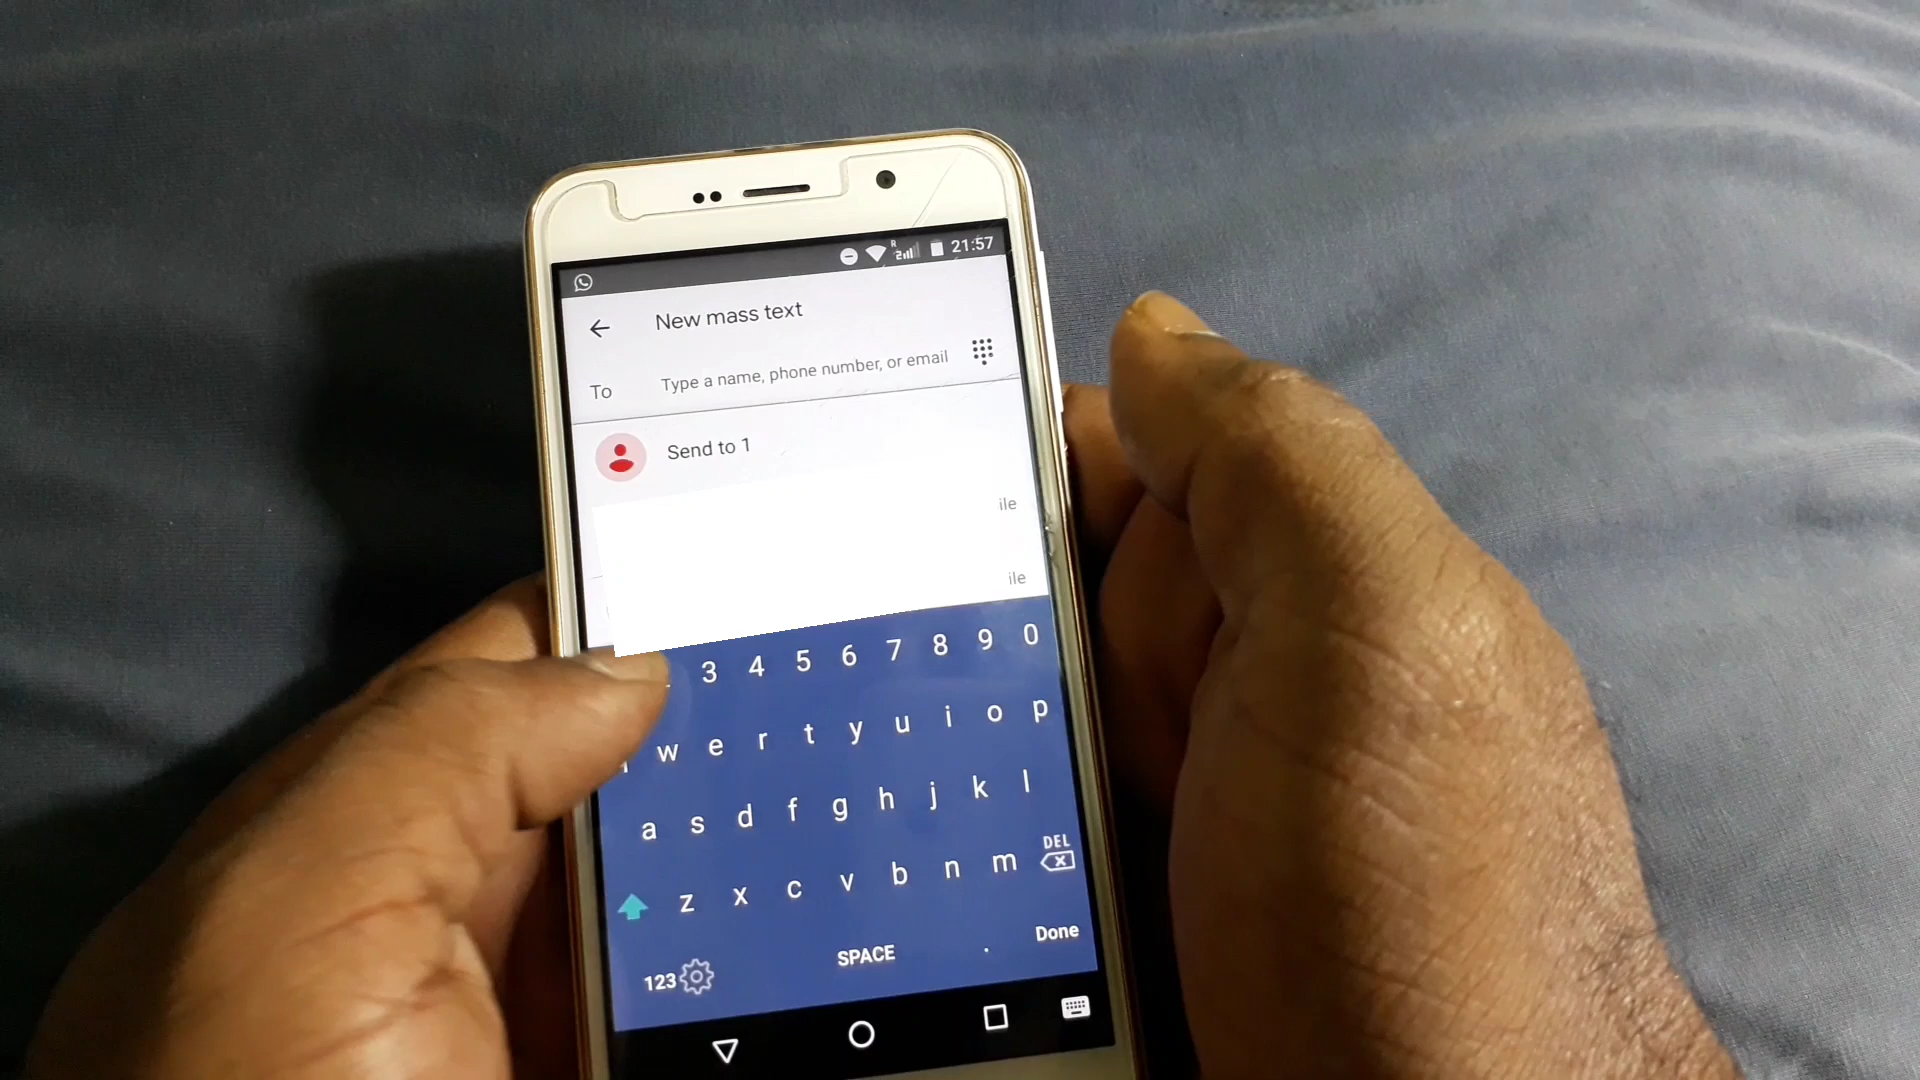 R
2 21:57
New mass text
To Type a name, phone number, or email
Send to 1
ile
ile
3 4 5 6 7 8 9 0
w e r t y u i o p
a s d f g h j k l
DEL
z x c v b n m
123 SPACE . Done